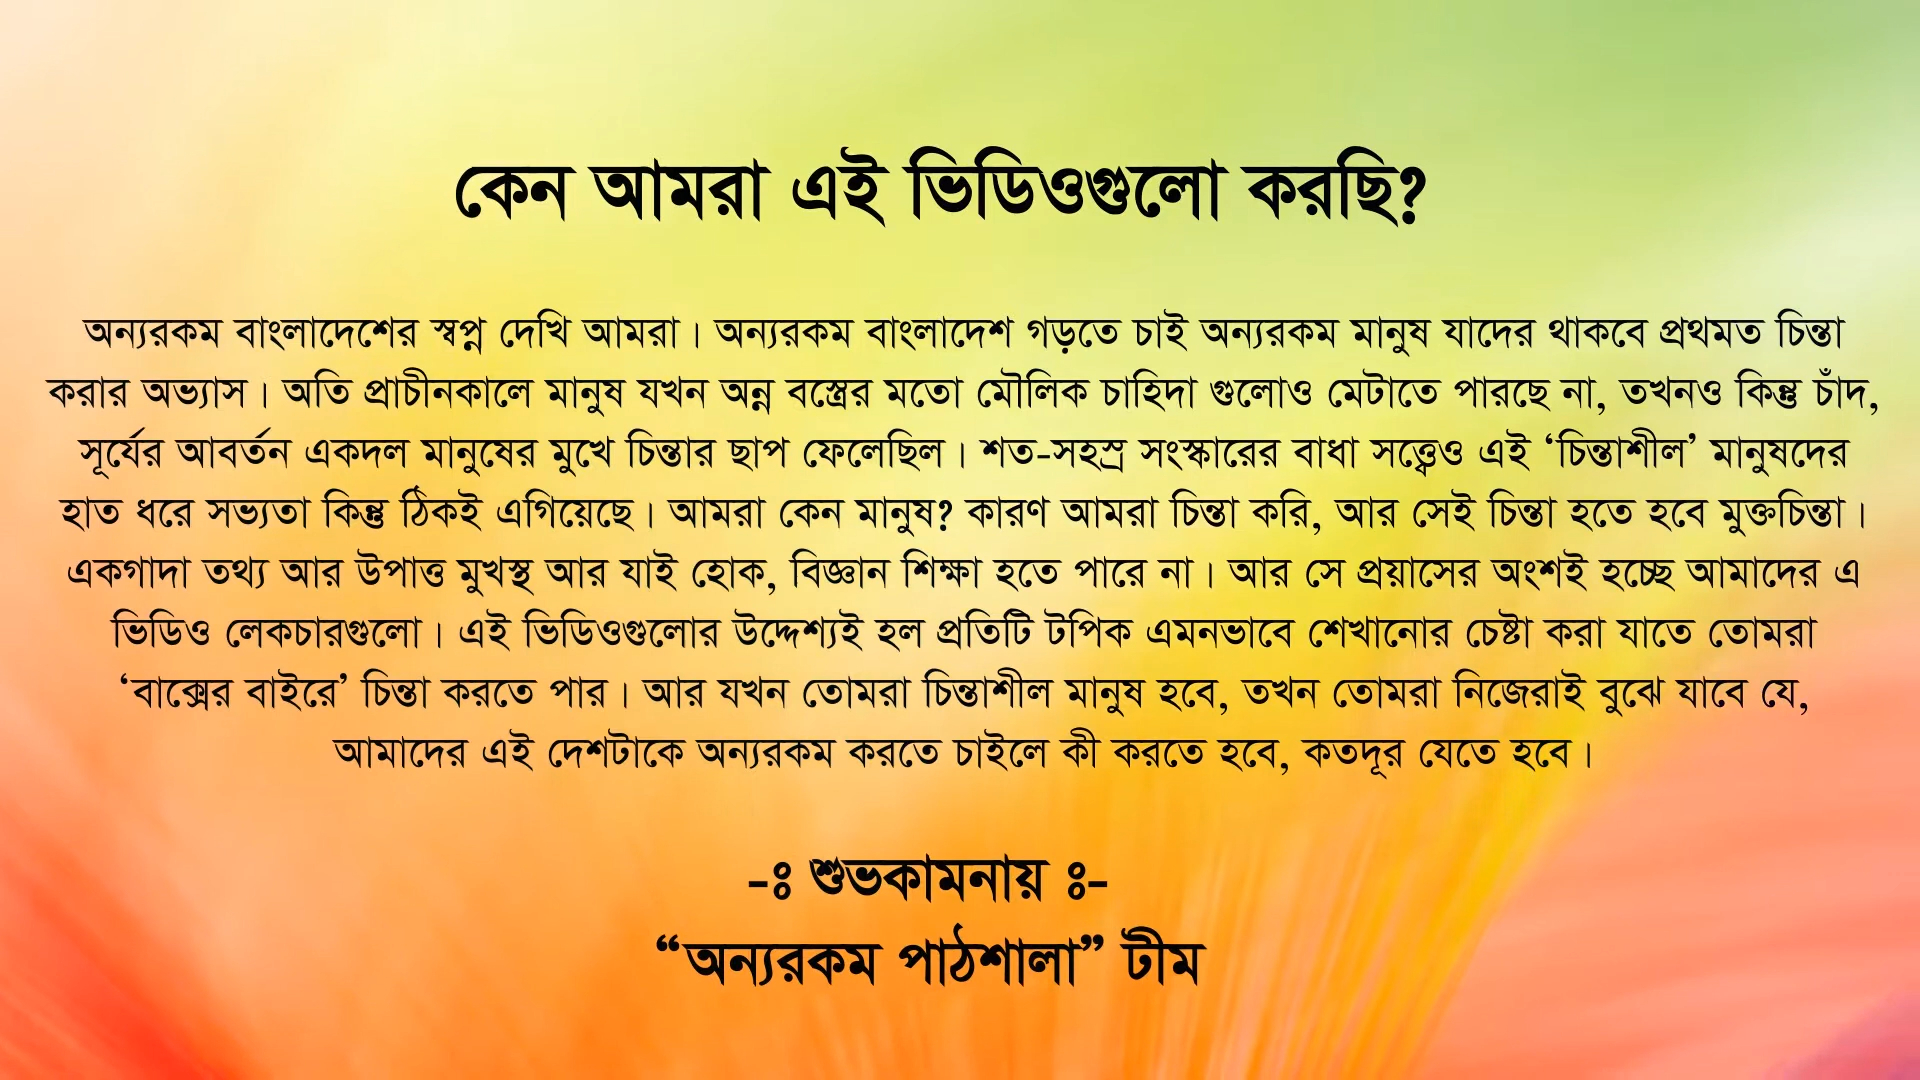 কেন আমরা এই ভিডিওগুলো করছি?
অন্যরকম বাংলাদেশের স্বপ্ন দেখি আমরা। অন্যরকম বাংলাদেশ গড়তে চাই অন্যরকম মানুষ যাদের থাকবে প্রথমত চিন্তা
করার অভ্যাস। অতি প্রাচীনকালে মানুষ যখন অন্ন বস্ত্রের মতো মৌলিক চাহিদা গুলোও মেটাতে পারছে না, তখনও কিন্তু চাঁদ,
সূর্যের আবর্তন একদল মানুষের মুখে চিন্তার ছাপ ফেলেছিল। শত-সহস্র সংস্কারের বাধা সত্ত্বেও এই ‘চিন্তাশীল’ মানুষদের
হাত ধরে সভ্যতা কিন্তু ঠিকই এগিয়েছে। আমরা কেন মানুষ? কারণ আমরা চিন্তা করি, আর সেই চিন্তা হতে হবে মুক্তচিন্তা।
একগাদা তথ্য আর উপাত্ত মুখস্থ আর যাই হোক, বিজ্ঞান শিক্ষা হতে পারে না। আর সে প্রয়াসের অংশই হচ্ছে আমাদের এ
ভিডিও লেকচারগুলো। এই ভিডিওগুলোর উদ্দেশ্যই হল প্রতিটি টপিক এমনভাবে শেখানোর চেষ্টা করা যাতে তোমরা
‘বাক্সের বাইরে’ চিন্তা করতে পার। আর যখন তোমরা চিন্তাশীল মানুষ হবে, তখন তোমরা নিজেরাই বুঝে যাবে যে,
আমাদের এই দেশটাকে অন্যরকম করতে চাইলে কী করতে হবে, কতদূর যেতে হবে।
-ঃ শুভকামনায় ঃ-
“অন্যরকম পাঠশালা” টীম